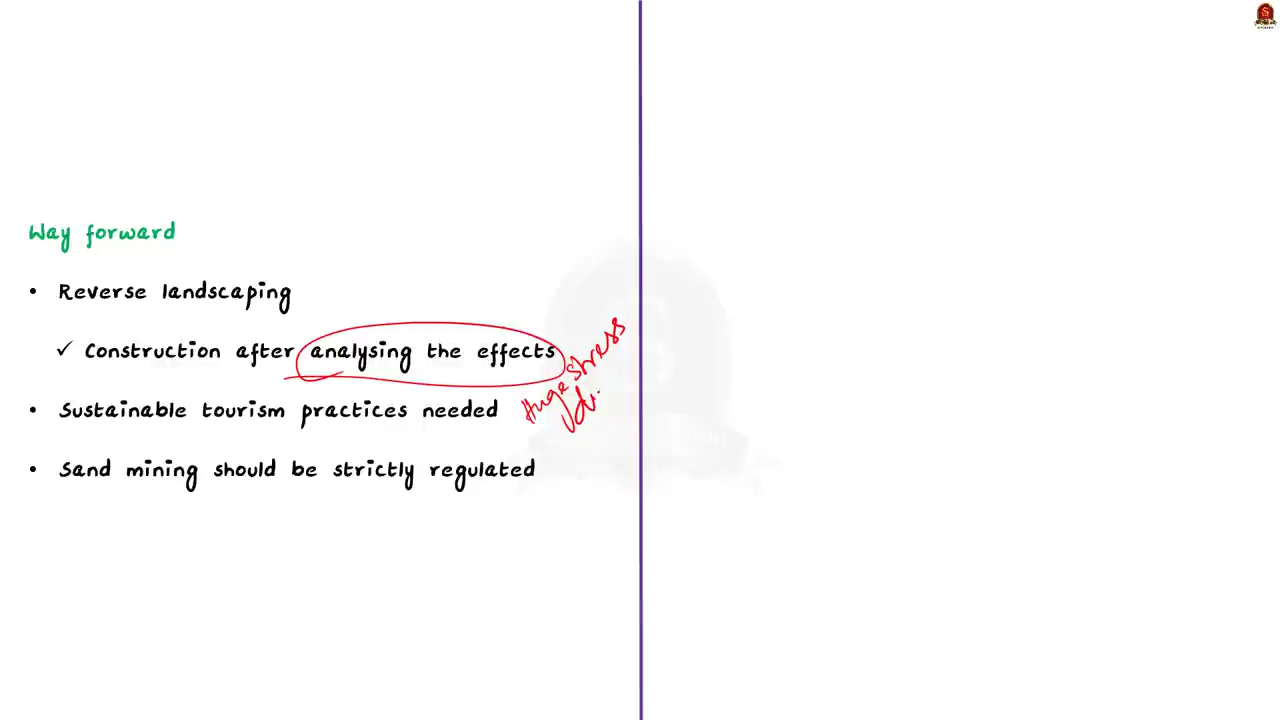 Way forward
• Reverse landscaping
✓ Construction after analysing the effects
• Sustainable tourism practices needed
• Sand mining should be strictly regulated
Huge stress